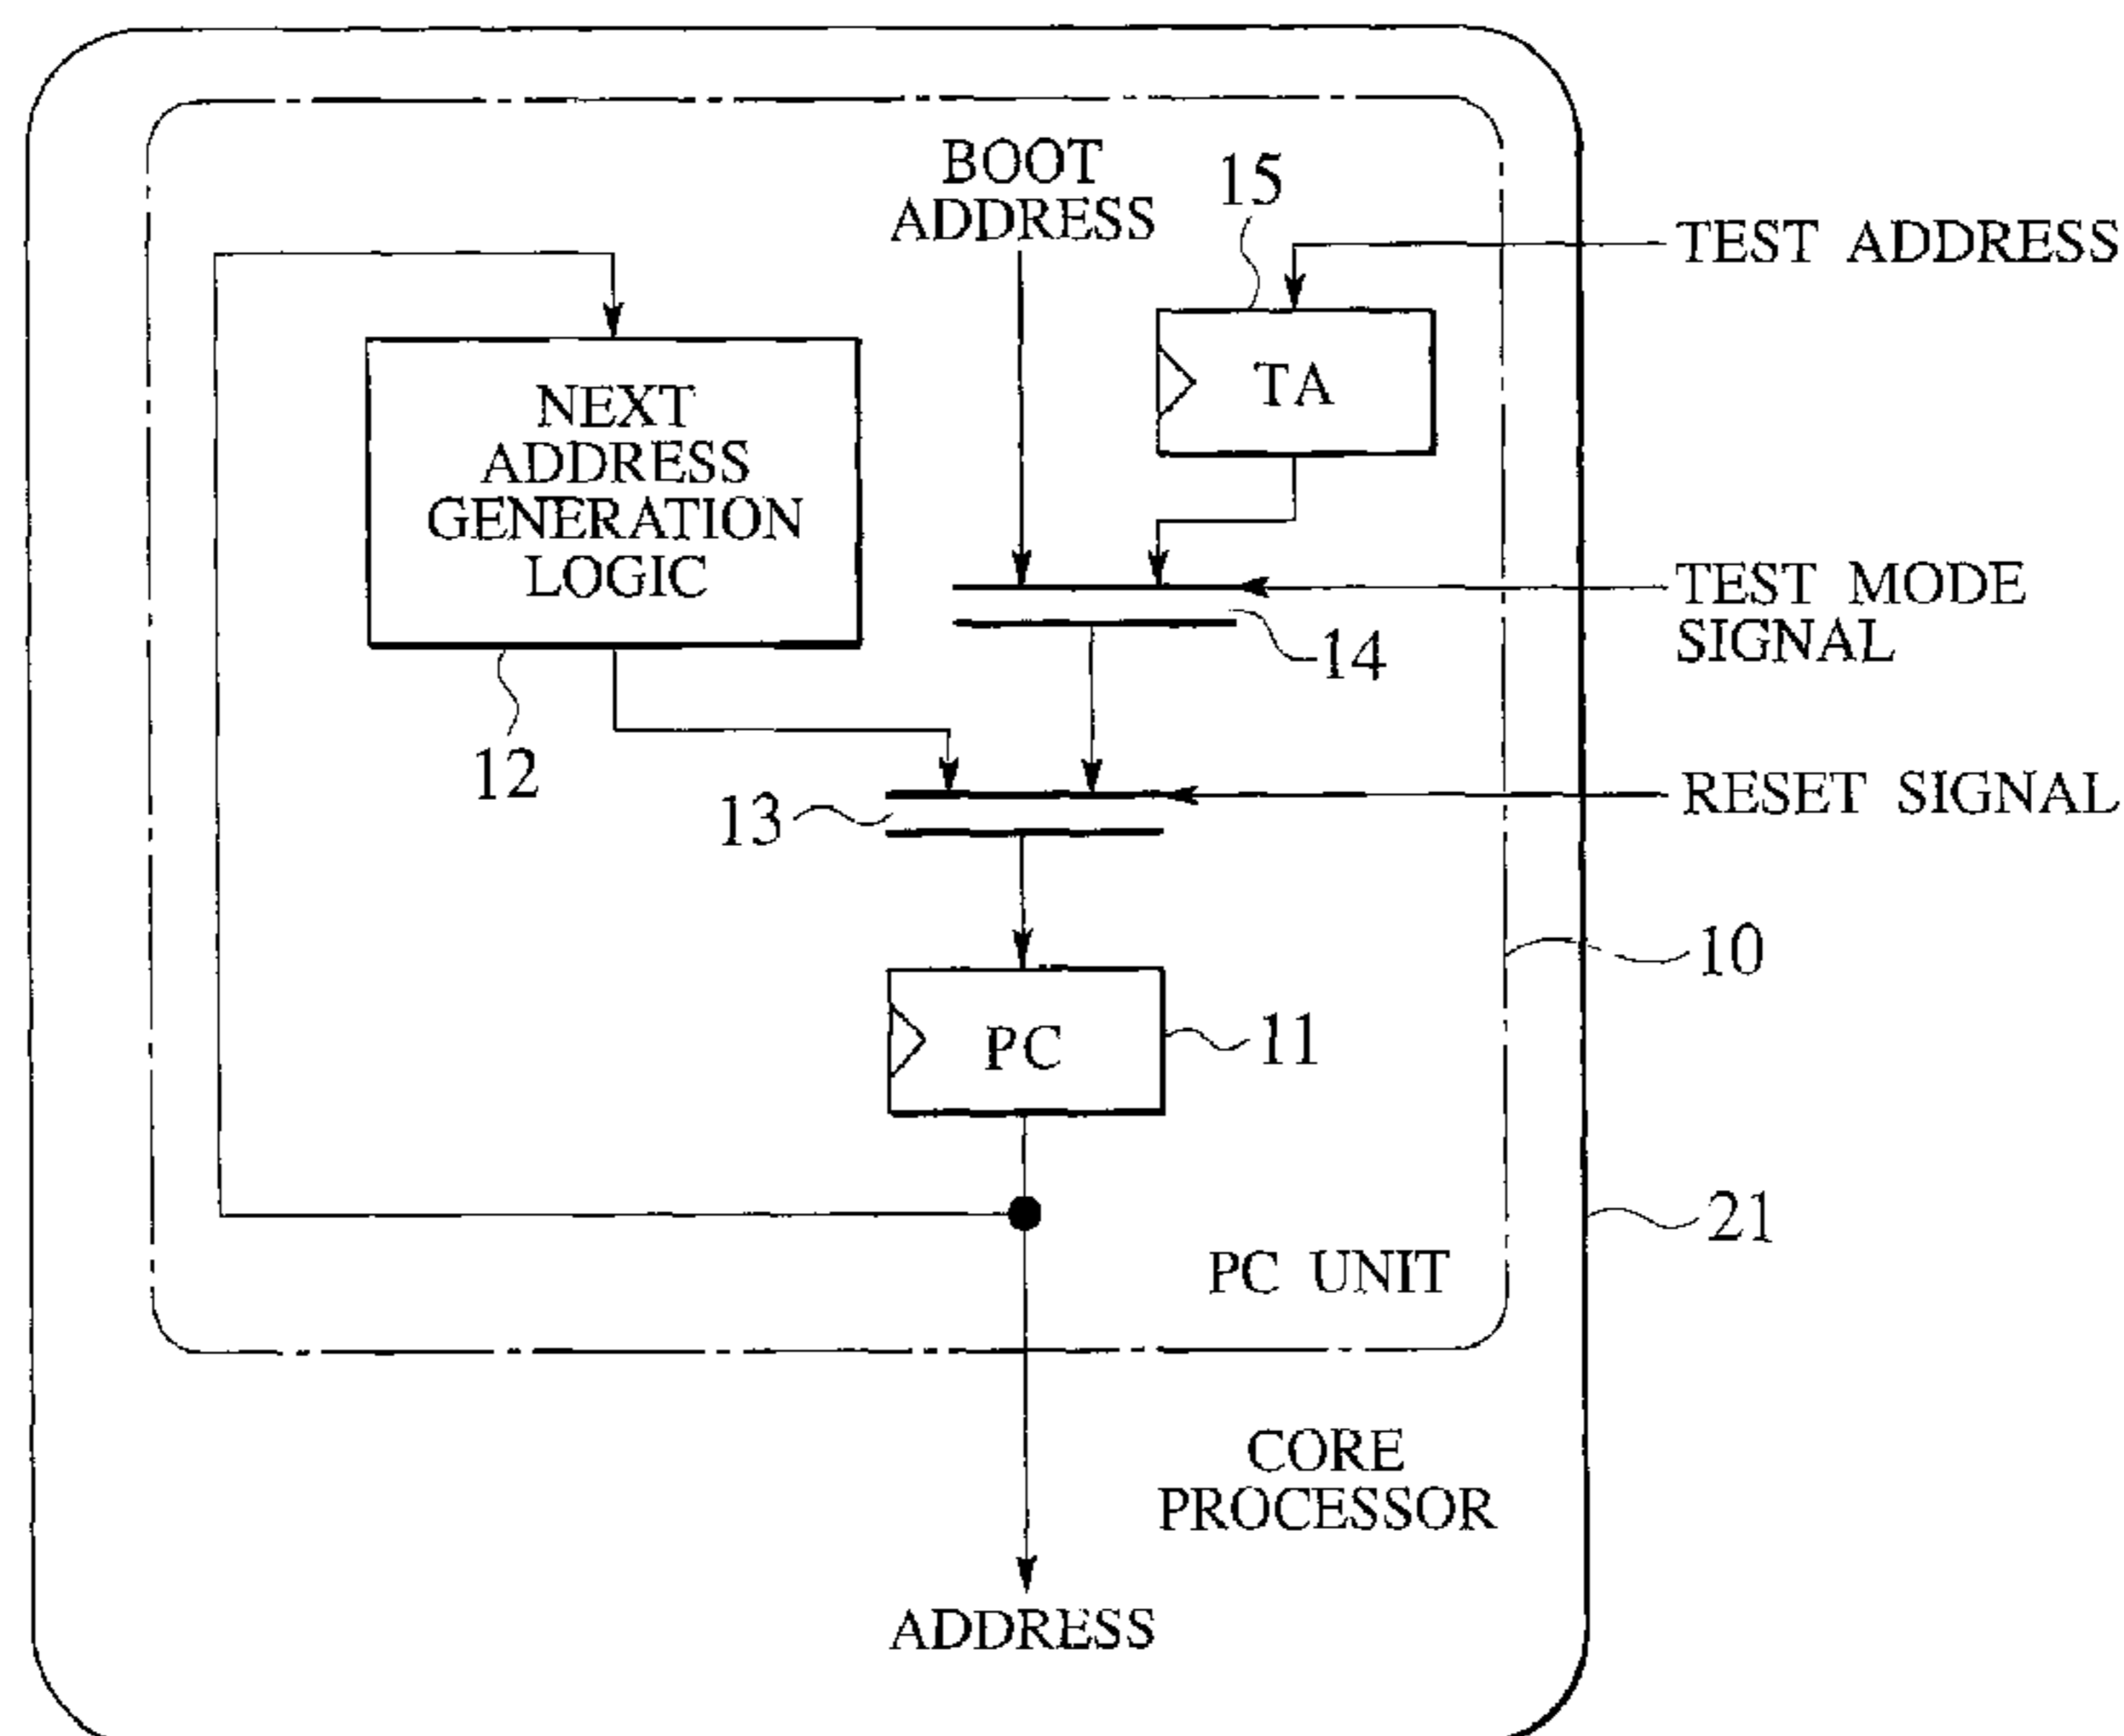 BOOT
ADDRESS
15
TEST ADDRESS
NEXT
ADDRESS
GENERATION
LOGIC
TA
TEST MODE
SIGNAL
14
12
13
RESET SIGNAL
10
PC
11
21
PC UNIT
CORE
PROCESSOR
ADDRESS